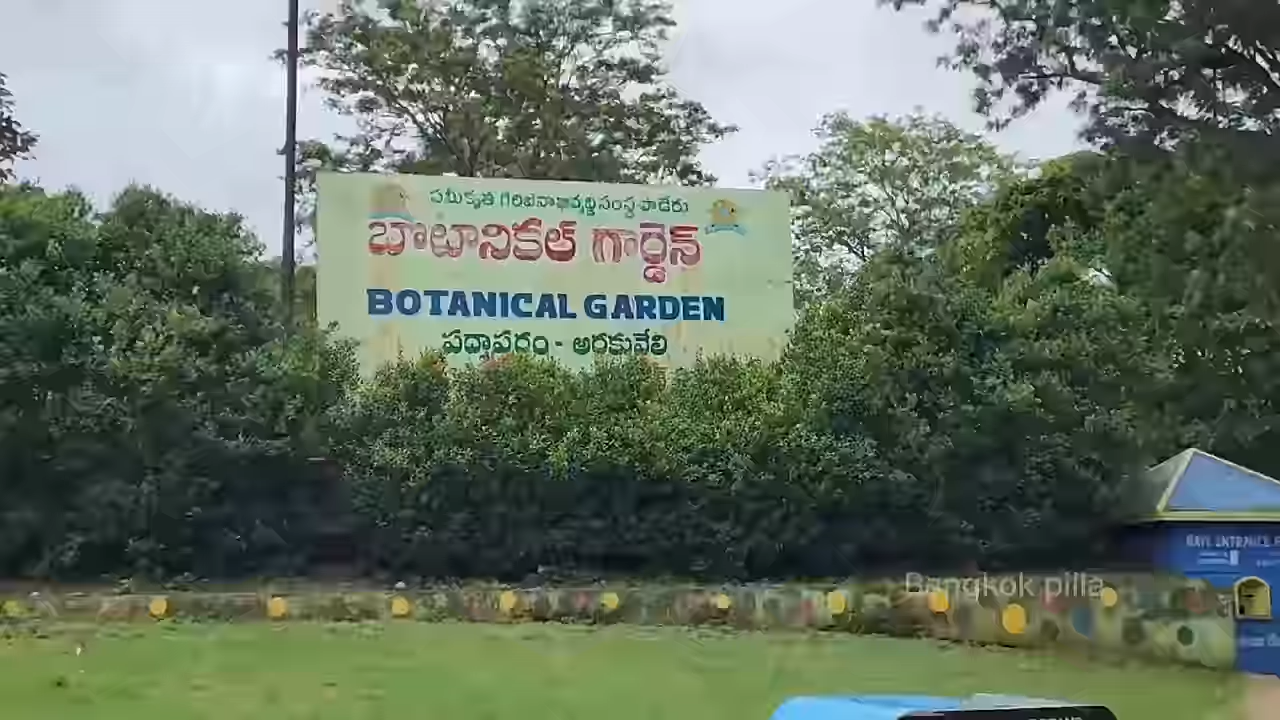 సమీకృత గిరిజనాభివృద్ధి సంస్థ పాడేరు
బొటానికల్ గార్డెన్
BOTANICAL GARDEN
పద్మాపురం - అరకువేలి
Bangkok pilla